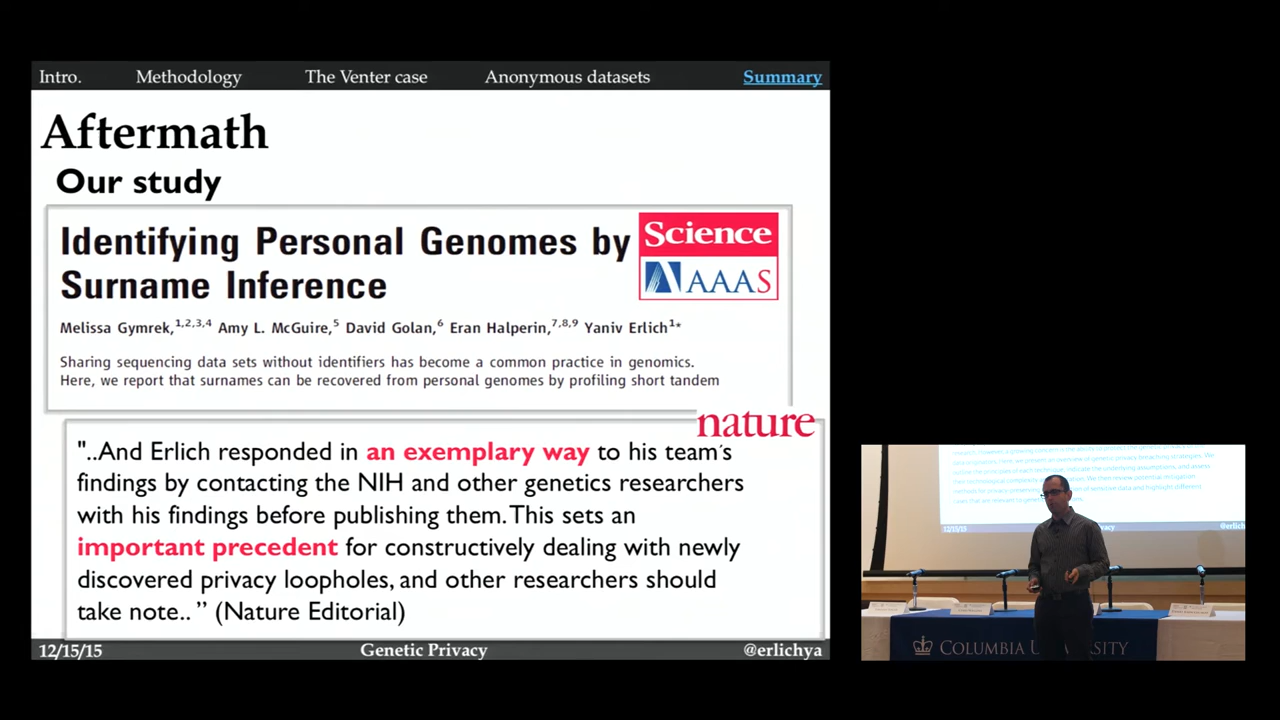 Intro. Methodology The Venter case Anonymous datasets Summary
Aftermath
Our study
Identifying Personal Genomes by
Surname Inference
Science
AAAS
Melissa Gymrek,1,2,3,4 Amy L. McGuire,5 David Golan,6 Eran Halperin,7,8,9 Yaniv Erlich1*
Sharing sequencing data sets without identifiers has become a common practice in genomics.
Here, we report that surnames can be recovered from personal genomes by profiling short tandem
nature
"..And Erlich responded in an exemplary way to his team's
findings by contacting the NIH and other genetics researchers
with his findings before publishing them. This sets an
important precedent for constructively dealing with newly
discovered privacy loopholes, and other researchers should
take note.. ” (Nature Editorial)
12/15/15 Genetic Privacy @erlichya
12/15/15 @erlichya
COLUMBIA UNIVERSITY